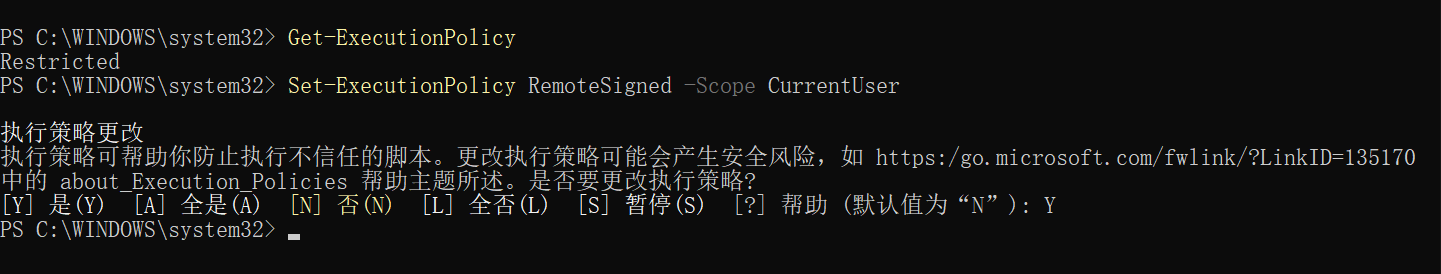 PS C:\WINDOWS\system32> Get-ExecutionPolicy
Restricted
PS C:\WINDOWS\system32> Set-ExecutionPolicy RemoteSigned -Scope CurrentUser
执行策略更改
执行策略可帮助你防止执行不信任的脚本。更改执行策略可能会产生安全风险，如 https:/go.microsoft.com/fwlink/?LinkID=135170
中的 about_Execution_Policies 帮助主题所述。是否要更改执行策略?
[Y] 是(Y)  [A] 全是(A)  [N] 否(N)  [L] 全否(L)  [S] 暂停(S)  [?] 帮助 (默认值为“N”): Y
PS C:\WINDOWS\system32>